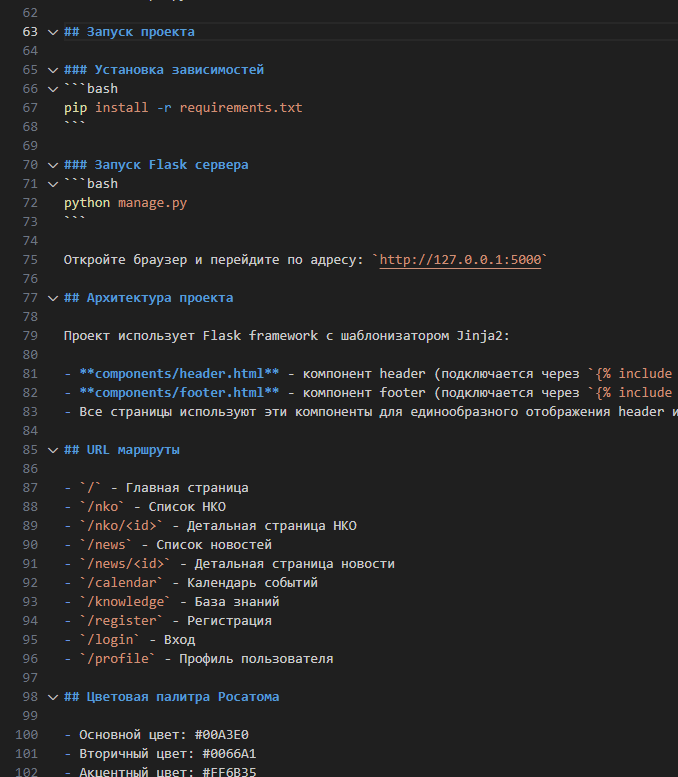 62
63 ## Запуск проекта
64
65 ### Установка зависимостей
66 ```bash
67 pip install -r requirements.txt
68 ```
69
70 ### Запуск Flask сервера
71 ```bash
72 python manage.py
73 ```
74
75 Откройте браузер и перейдите по адресу: `http://127.0.0.1:5000`
76
77 ## Архитектура проекта
78
79 Проект использует Flask framework с шаблонизатором Jinja2:
80
81 - **components/header.html** - компонент header (подключается через `{% include
82 - **components/footer.html** - компонент footer (подключается через `{% include
83 - Все страницы используют эти компоненты для единообразного отображения header и
84
85 ## URL маршруты
86
87 - `/` - Главная страница
88 - `/nko` - Список НКО
89 - `/nko/<id>` - Детальная страница НКО
90 - `/news` - Список новостей
91 - `/news/<id>` - Детальная страница новости
92 - `/calendar` - Календарь событий
93 - `/knowledge` - База знаний
94 - `/register` - Регистрация
95 - `/login` - Вход
96 - `/profile` - Профиль пользователя
97
98 ## Цветовая палитра Росатома
99
100 - Основной цвет: #00A3E0
101 - Вторичный цвет: #0066A1
102 - Акцентный цвет: #FF6B35